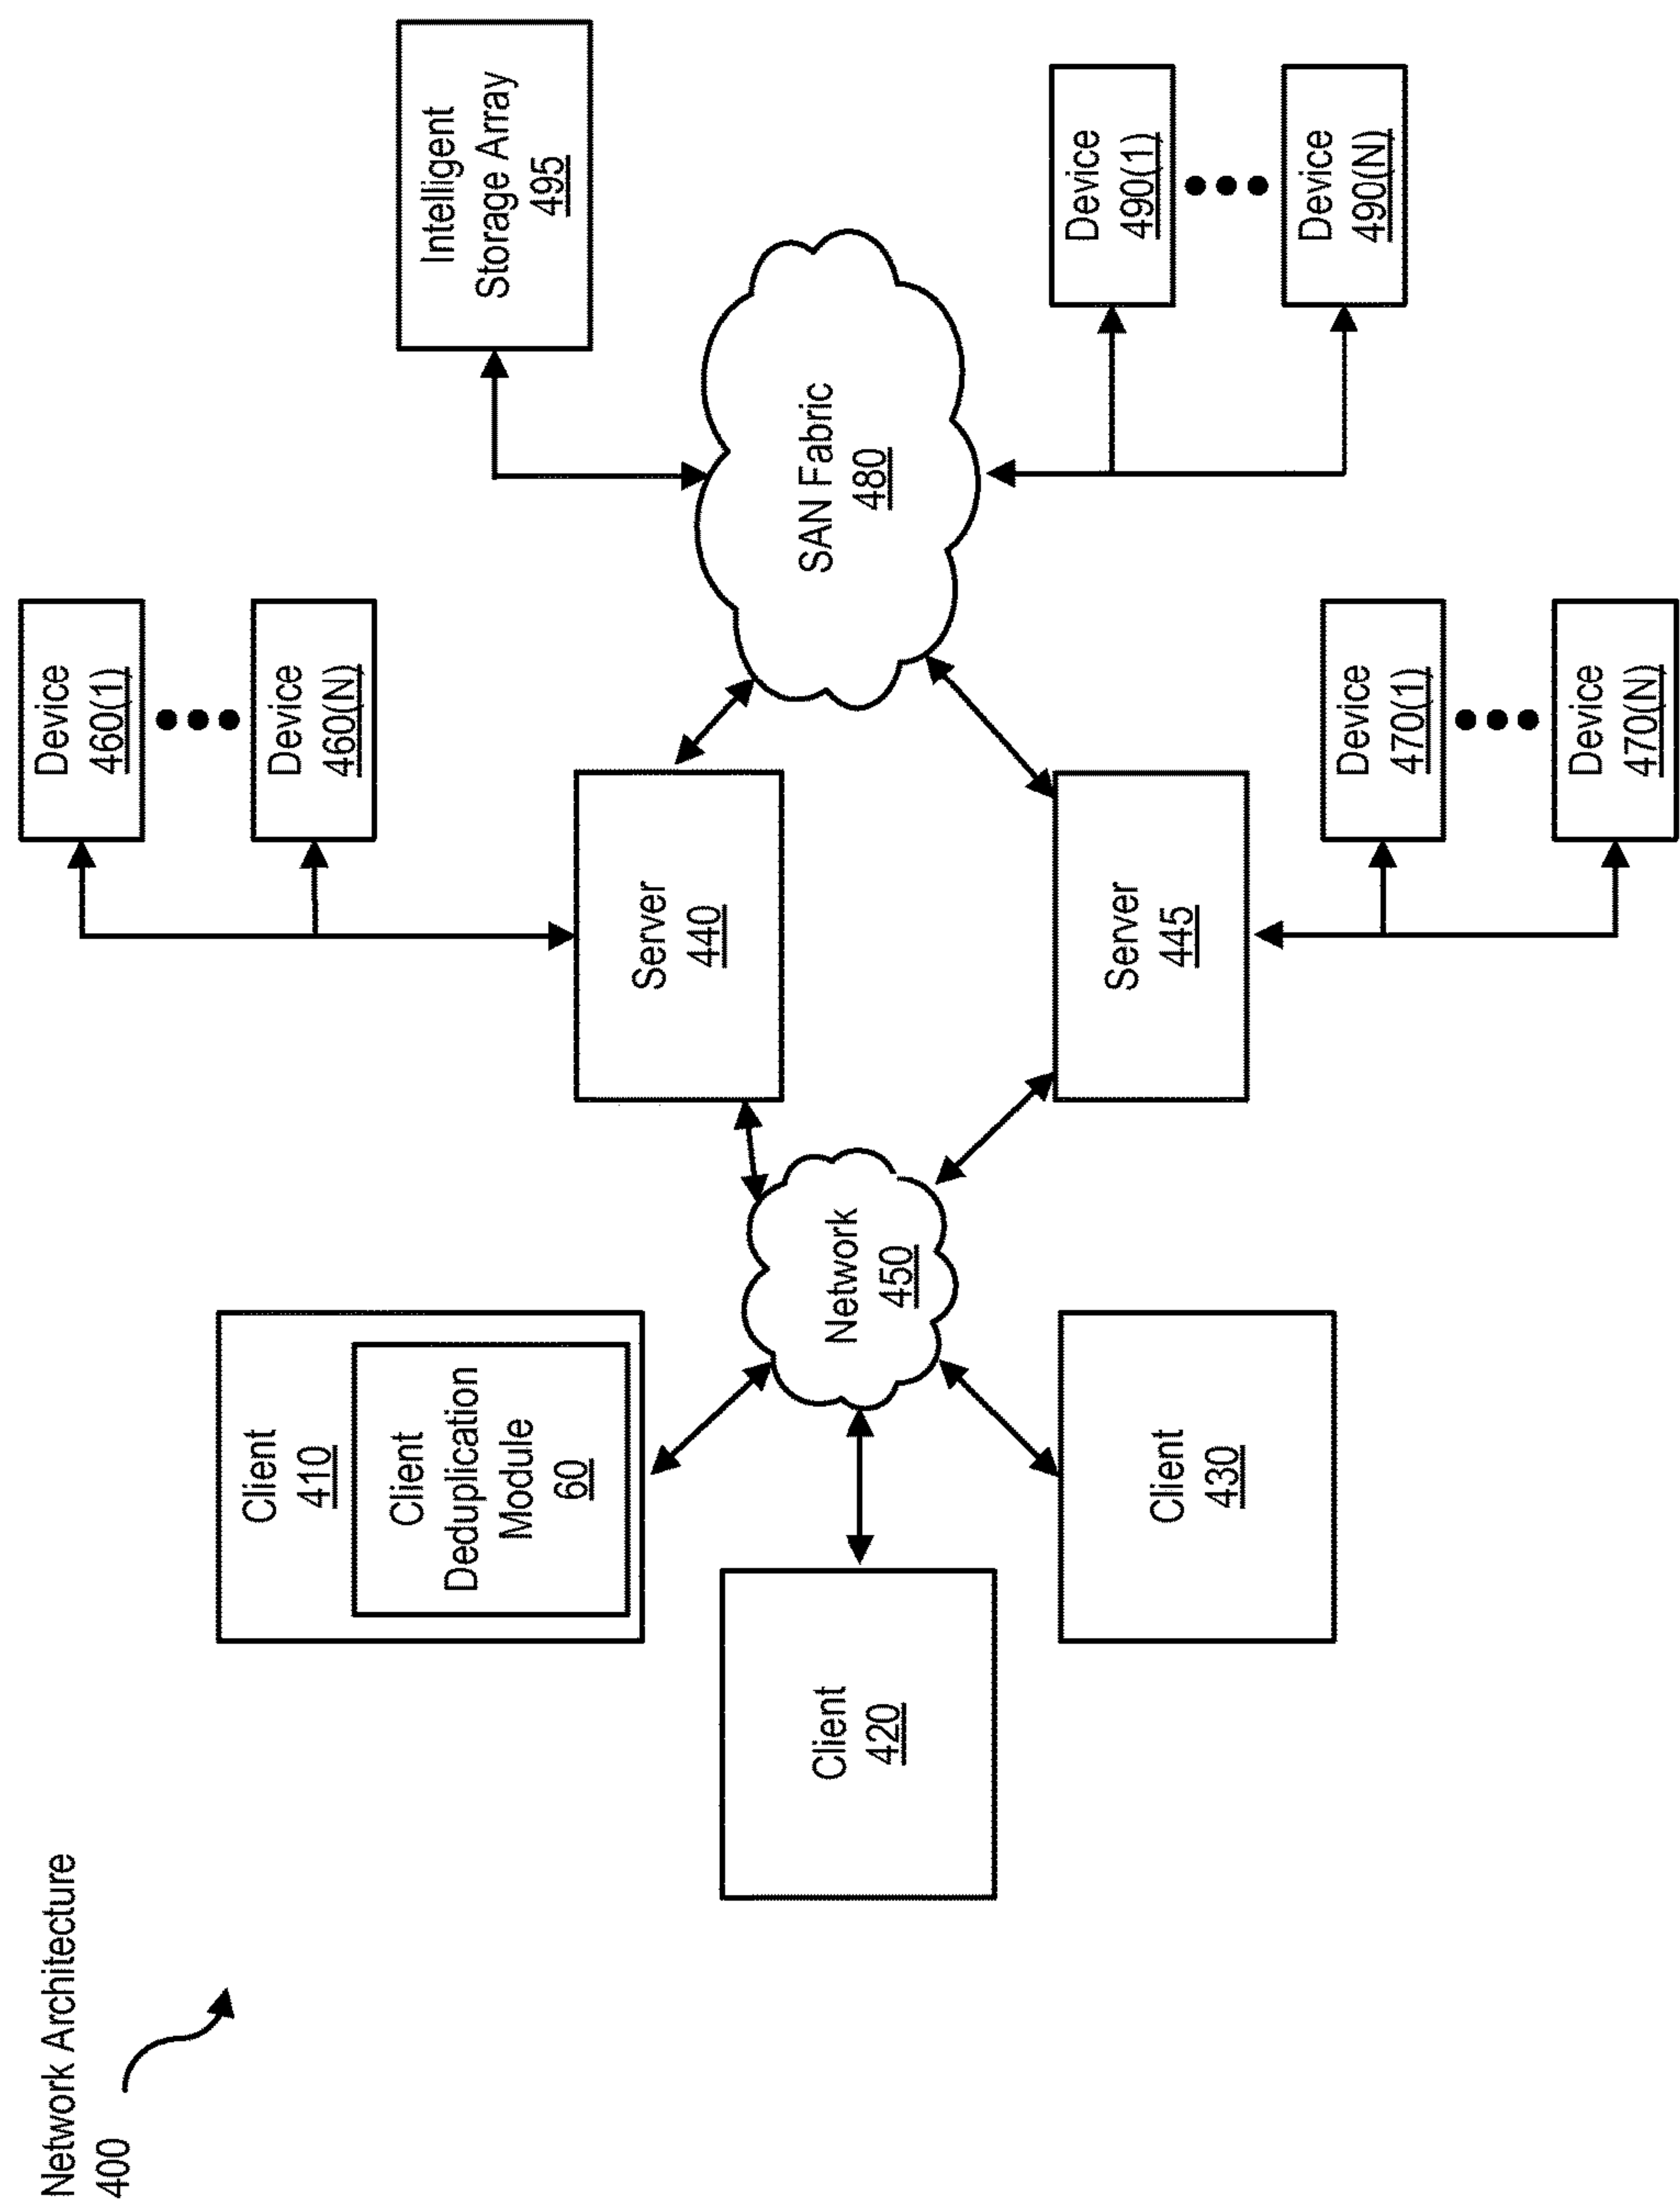 Network Architecture
400
Client
410
Client
Deduplication
Module
60
Client
420
Client
430
Network
450
Server
440
Server
445
Device
460(1)
Device
460(N)
Device
470(1)
Device
470(N)
SAN Fabric
480
Intelligent
Storage Array
495
Device
490(1)
Device
490(N)